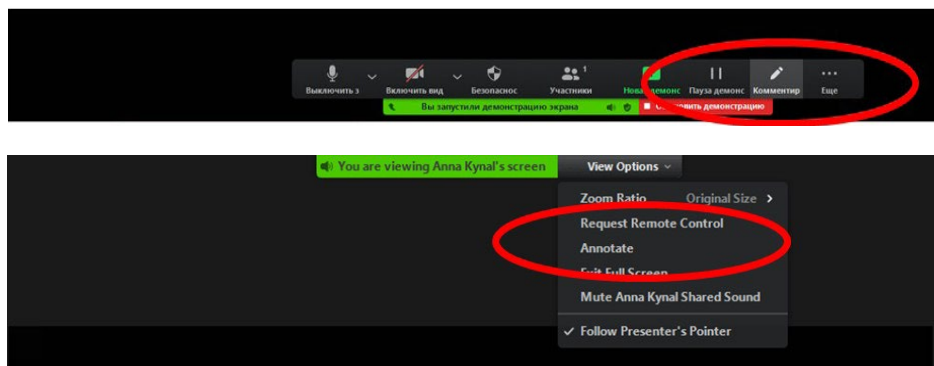 1
Выключить з Включить вид Безопаснос Участники Новая демонс Пауза демонс Комментир Еще
Вы запустили демонстрацию экрана Остановить демонстрацию
You are viewing Anna Kynal's screen View Options
Zoom Ratio Original Size
Request Remote Control
Annotate
Exit Full Screen
Mute Anna Kynal Shared Sound
Follow Presenter's Pointer